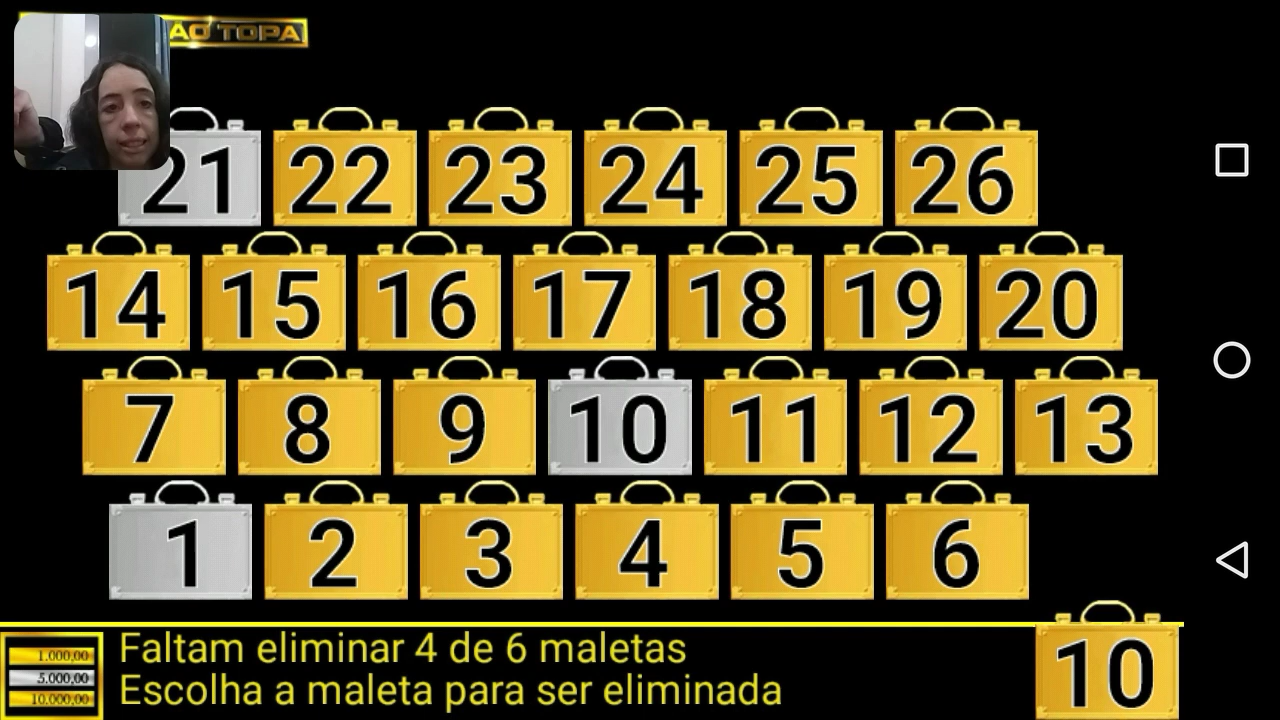 ÃO TOPA
21 22 23 24 25 26
14 15 16 17 18 19 20
7 8 9 10 11 12 13
1 2 3 4 5 6
1.000,00
5.000,00
10.000,00
Faltam eliminar 4 de 6 maletas
Escolha a maleta para ser eliminada
10